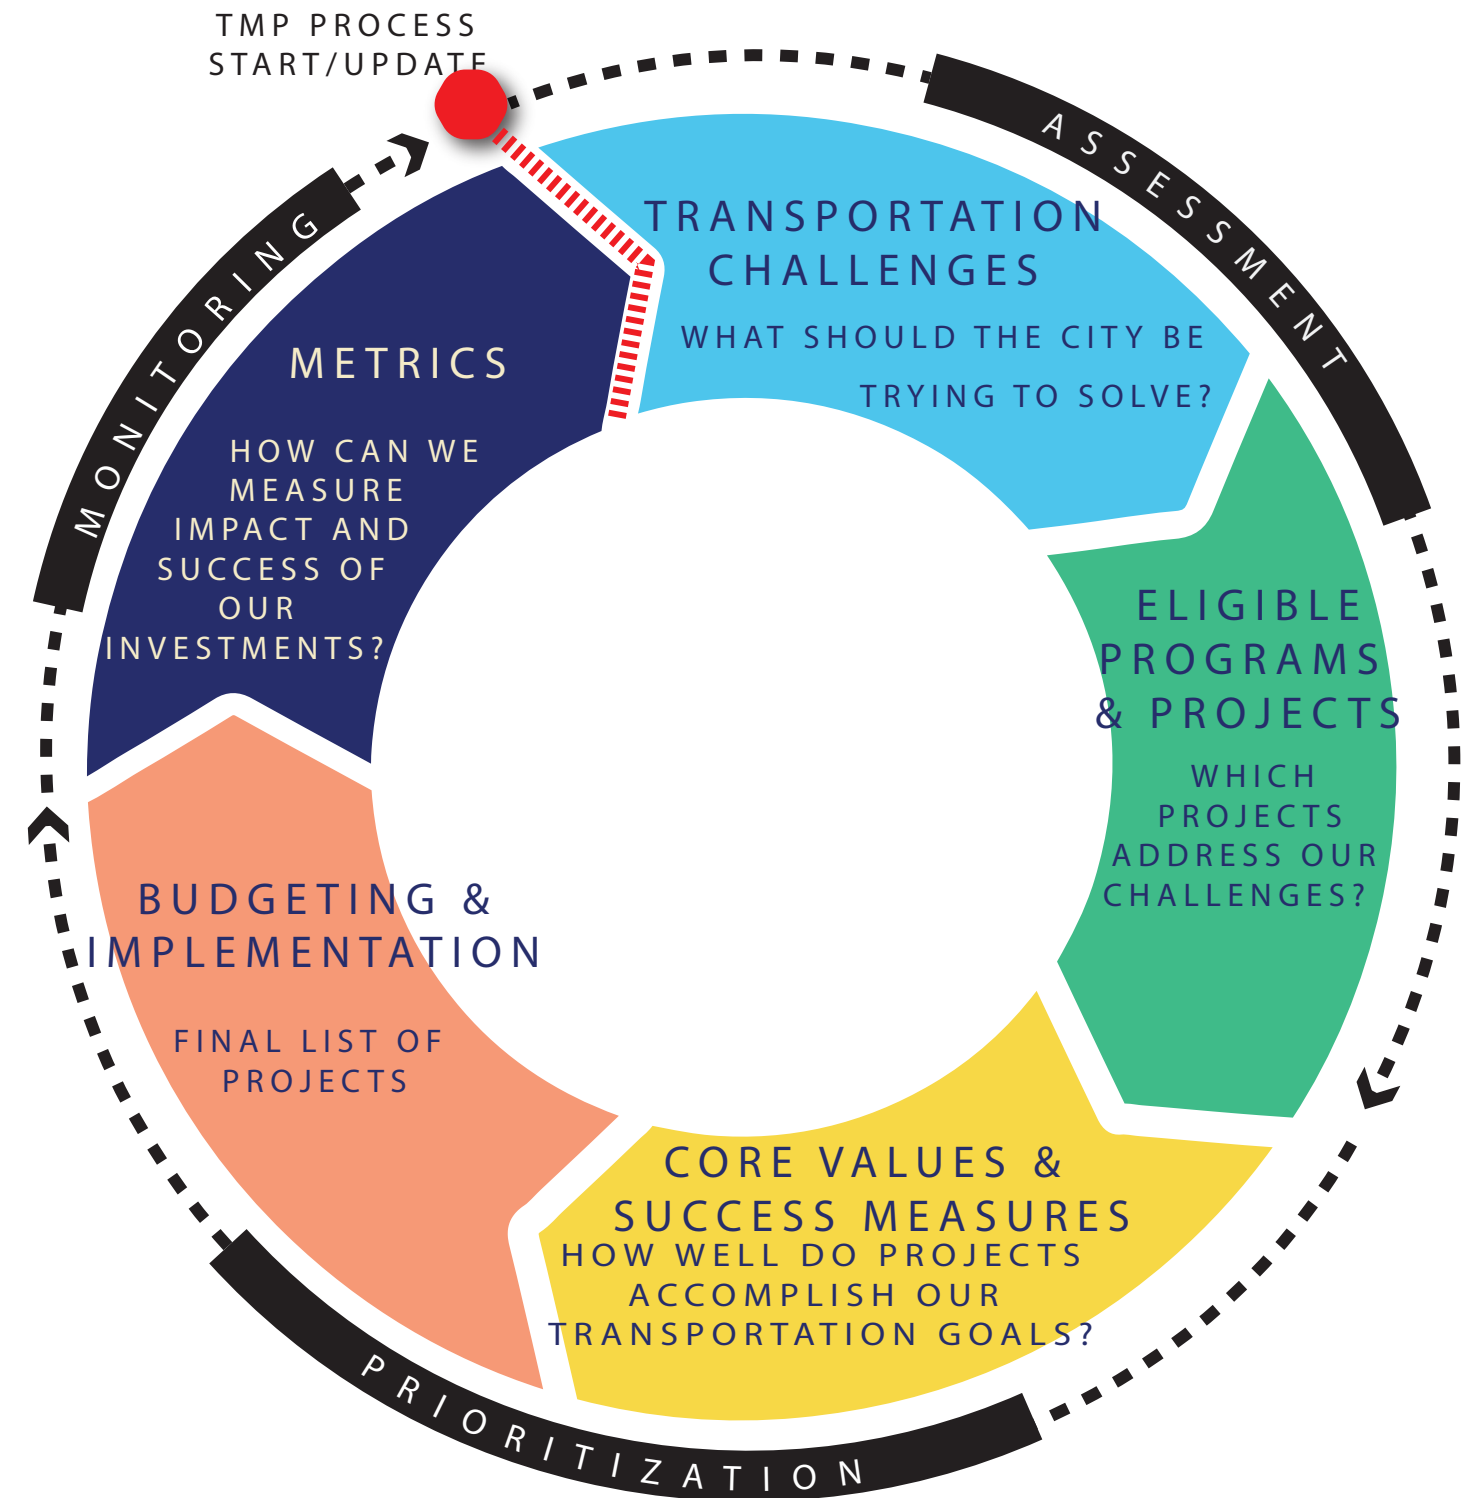 TMP PROCESS
START/UPDATE
ASSESSMENT
TRANSPORTATION
CHALLENGES
WHAT SHOULD THE CITY BE
TRYING TO SOLVE?
ELIGIBLE
PROGRAMS
& PROJECTS
WHICH
PROJECTS
ADDRESS OUR
CHALLENGES?
CORE VALUES &
SUCCESS MEASURES
HOW WELL DO PROJECTS
ACCOMPLISH OUR
TRANSPORTATION GOALS?
PRIORITIZATION
BUDGETING &
IMPLEMENTATION
FINAL LIST OF
PROJECTS
MONITORING
METRICS
HOW CAN WE
MEASURE
IMPACT AND
SUCCESS OF
OUR
INVESTMENTS?